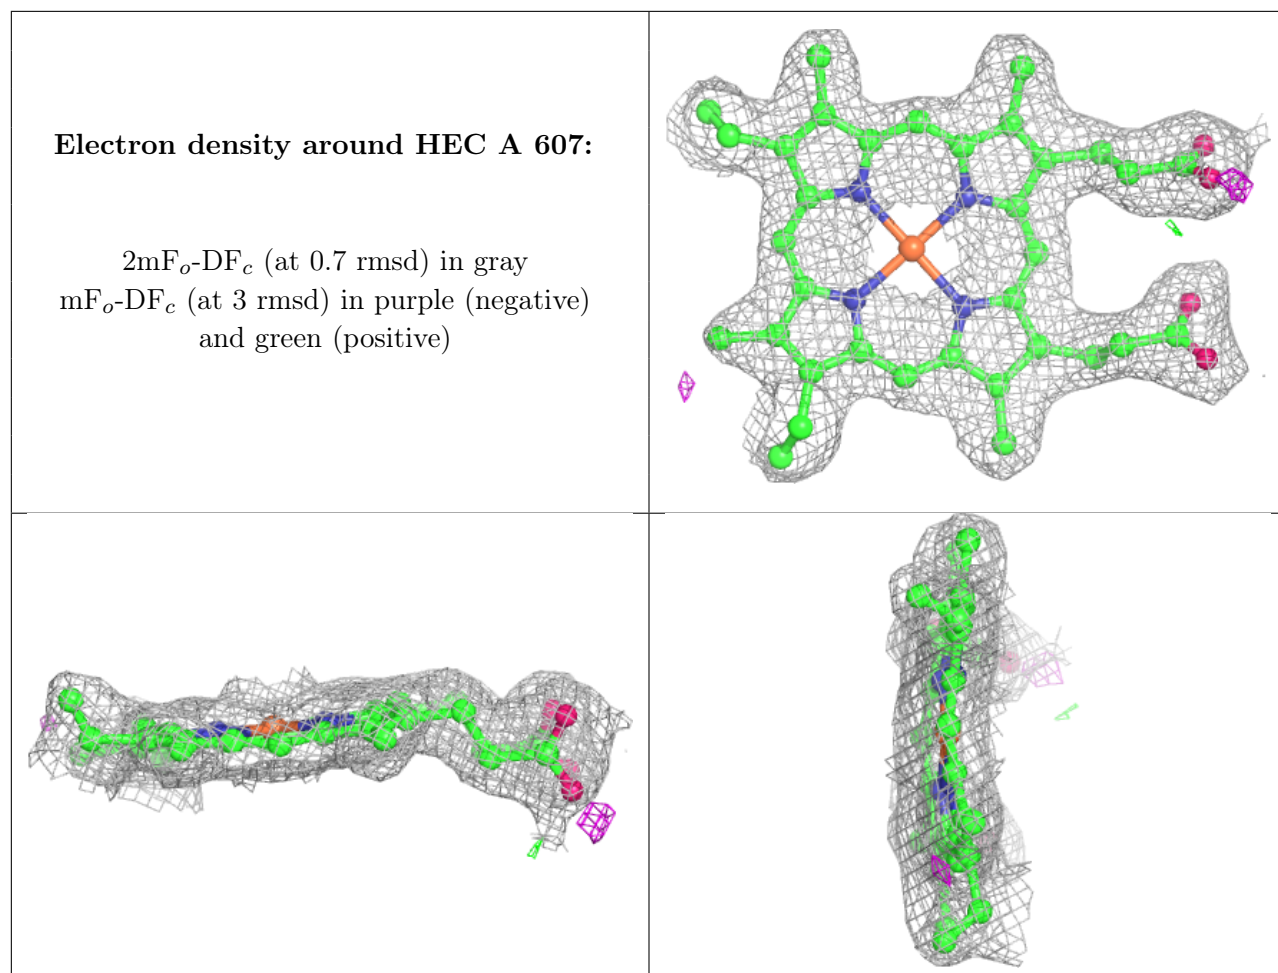 Electron density around HEC A 607:
2mFo-DFc (at 0.7 rmsd) in gray
mFo-DFc (at 3 rmsd) in purple (negative)
and green (positive)